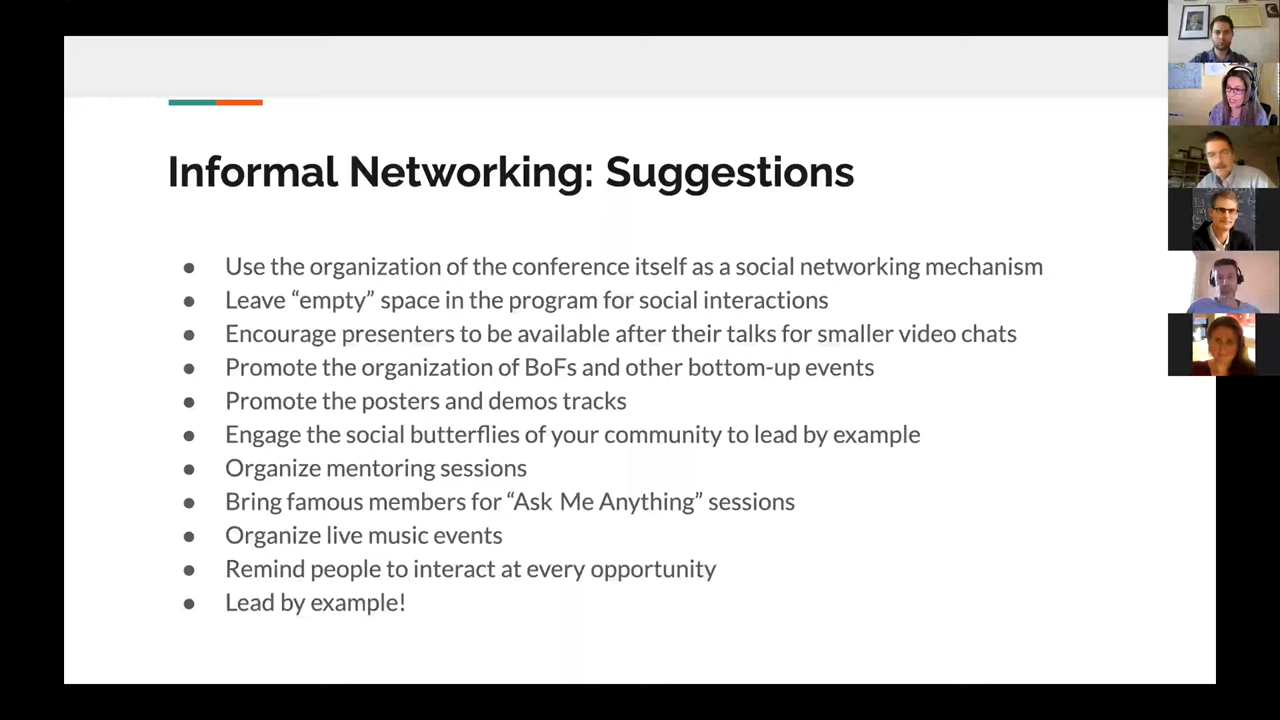 Informal Networking: Suggestions
● Use the organization of the conference itself as a social networking mechanism
● Leave “empty” space in the program for social interactions
● Encourage presenters to be available after their talks for smaller video chats
● Promote the organization of BoFs and other bottom-up events
● Promote the posters and demos tracks
● Engage the social butterflies of your community to lead by example
● Organize mentoring sessions
● Bring famous members for “Ask Me Anything” sessions
● Organize live music events
● Remind people to interact at every opportunity
● Lead by example!